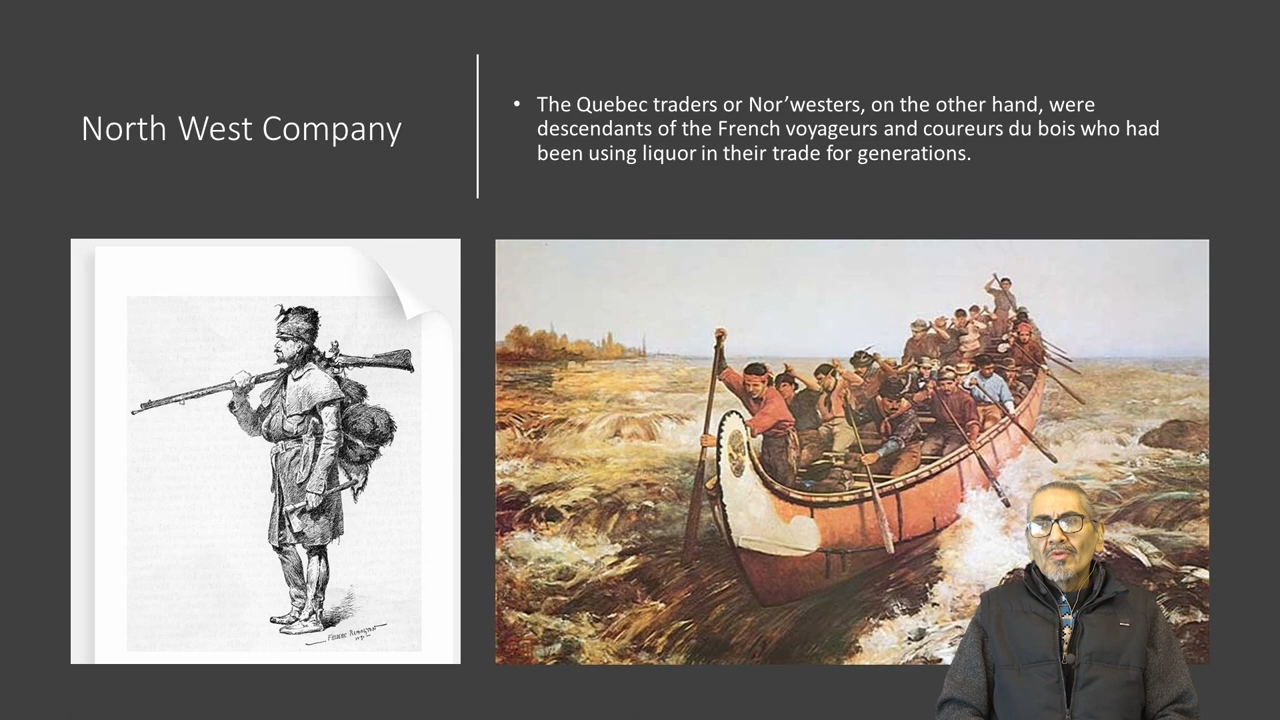 North West Company
• The Quebec traders or Nor’westers, on the other hand, were
descendants of the French voyageurs and coureurs du bois who had
been using liquor in their trade for generations.